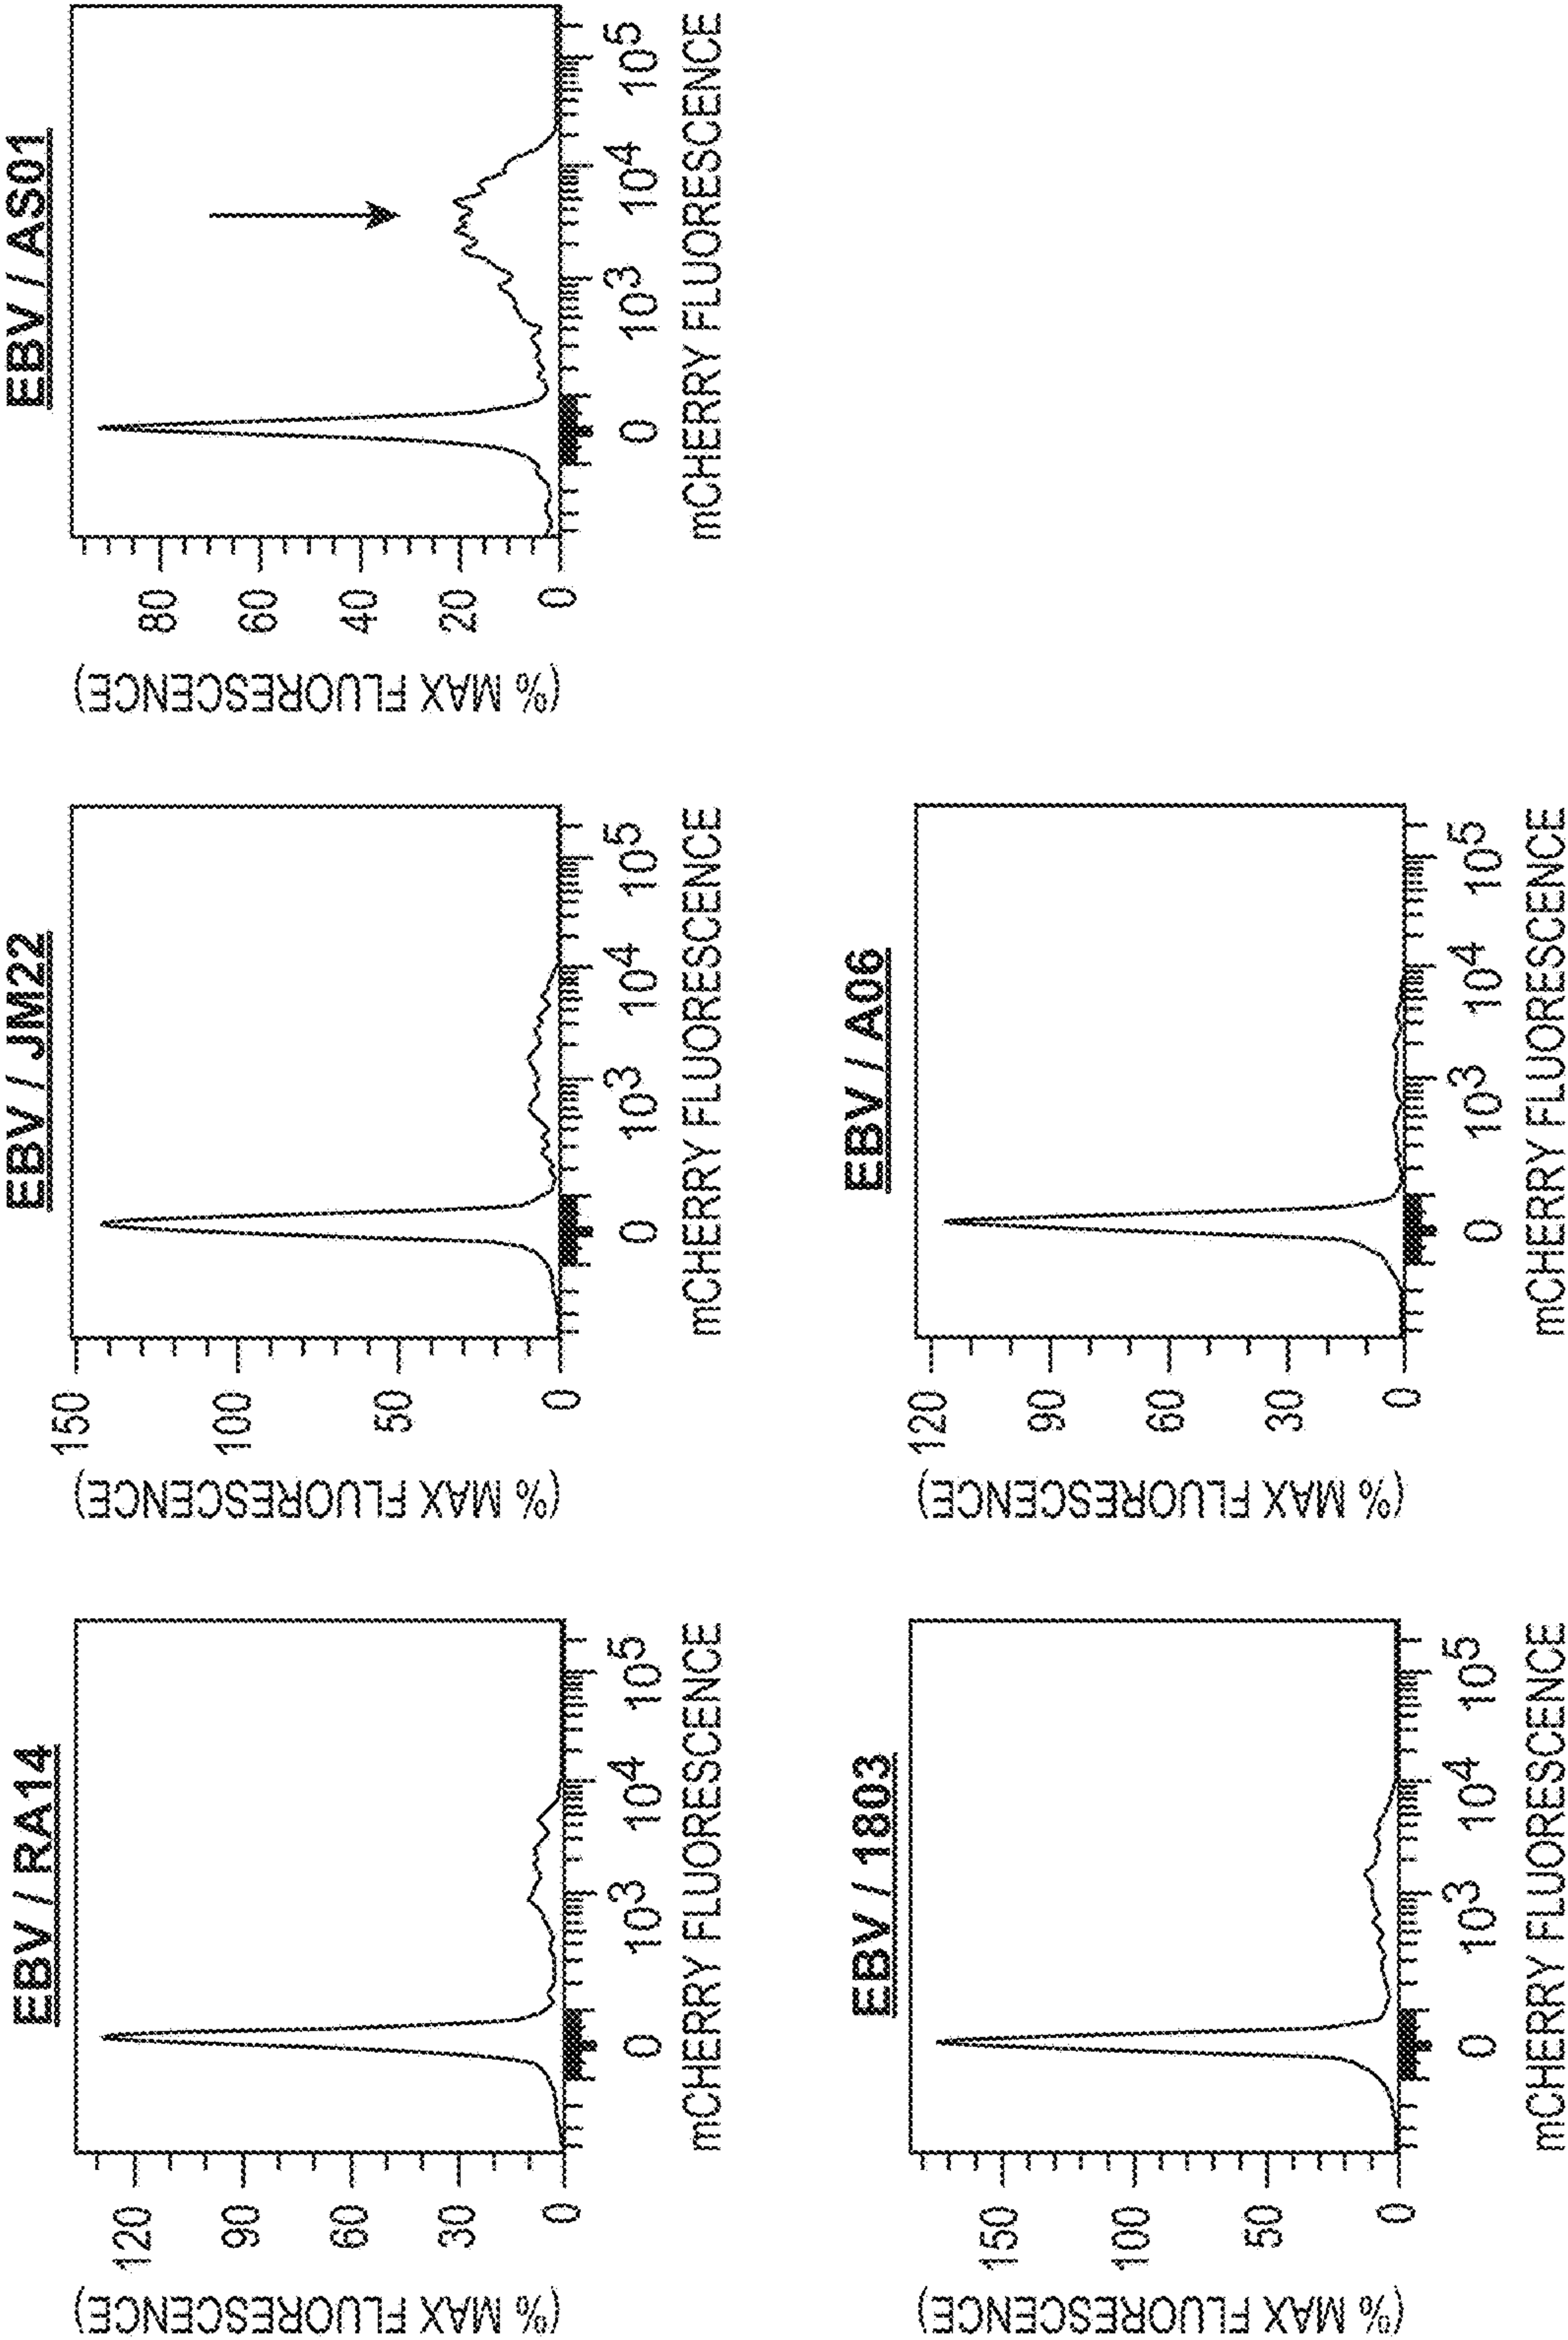 EBV / RA14
(% MAX FLUORESCENCE)
120
90
60
30
0
0 10³ 10⁴ 10⁵
mCHERRY FLUORESCENCE
EBV / JM22
(% MAX FLUORESCENCE)
150
100
50
0
0 10³ 10⁴ 10⁵
mCHERRY FLUORESCENCE
EBV / AS01
(% MAX FLUORESCENCE)
80
60
40
20
0
0 10³ 10⁴ 10⁵
mCHERRY FLUORESCENCE
EBV / 1803
(% MAX FLUORESCENCE)
150
100
50
0
0 10³ 10⁴ 10⁵
mCHERRY FLUORESCENCE
EBV / A06
(% MAX FLUORESCENCE)
120
90
60
30
0
0 10³ 10⁴ 10⁵
mCHERRY FLUORESCENCE